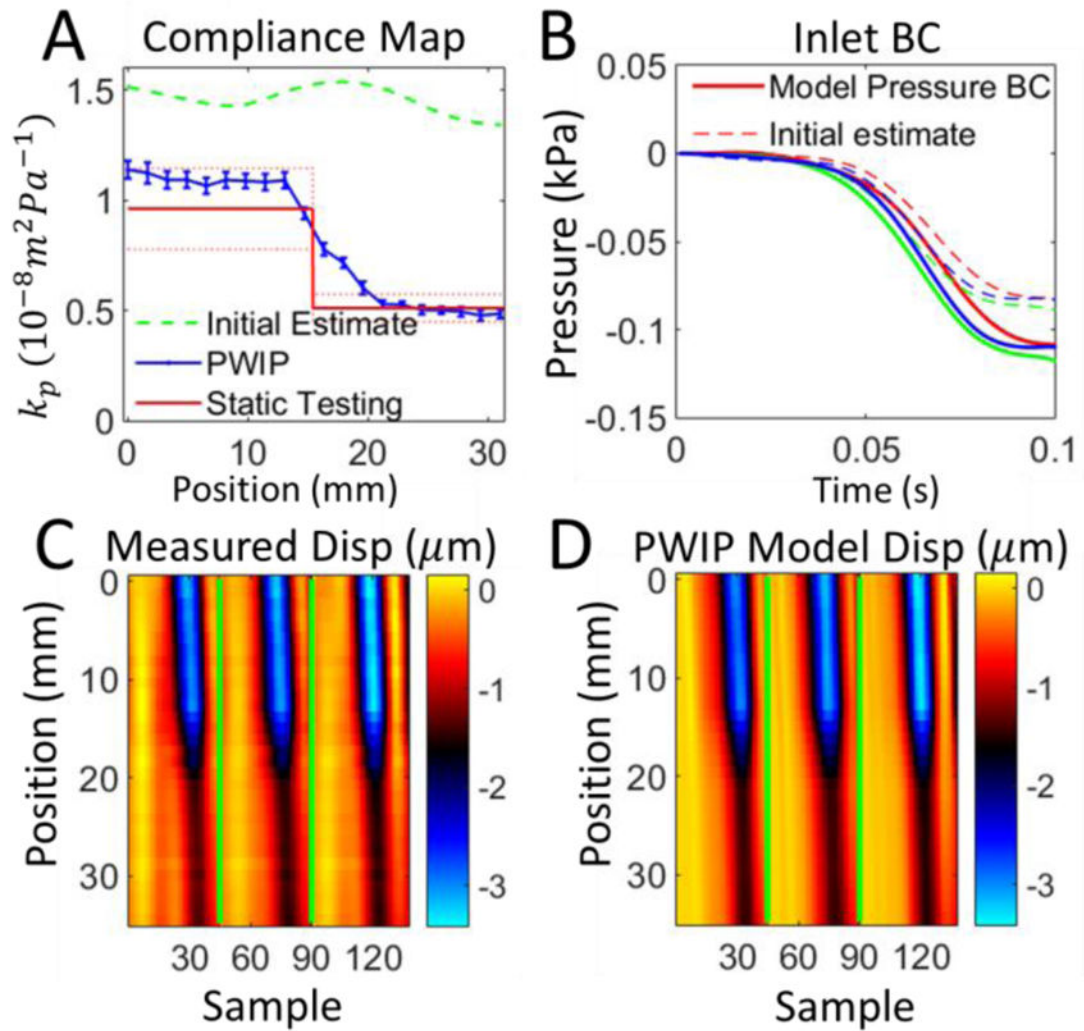 A Compliance Map
k_p (10^{-8}m^2Pa^{-1})
1.5
1
0.5
0
Initial Estimate
PWIP
Static Testing
0 10 20 30
Position (mm)
B Inlet BC
Pressure (kPa)
0.05
0
-0.05
-0.1
-0.15
Model Pressure BC
Initial estimate
0 0.05 0.1
Time (s)
C Measured Disp (μm)
Position (mm)
0
10
20
30
30 60 90 120
Sample
0
-1
-2
-3
D PWIP Model Disp (μm)
Position (mm)
0
10
20
30
30 60 90 120
Sample
0
-1
-2
-3